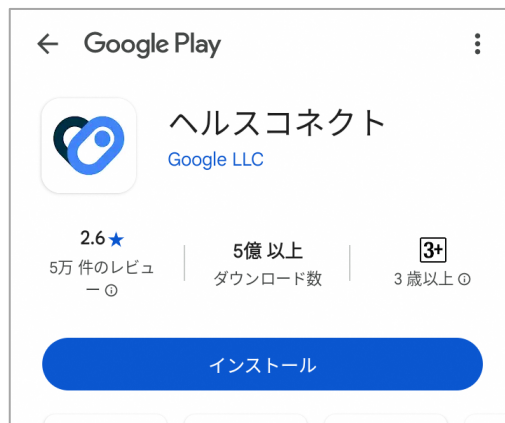 Google Play
ヘルスコネクト
Google LLC
2.6★
5万 件のレビュ
ー
5億 以上
ダウンロード数
3+
3 歳以上
インストール